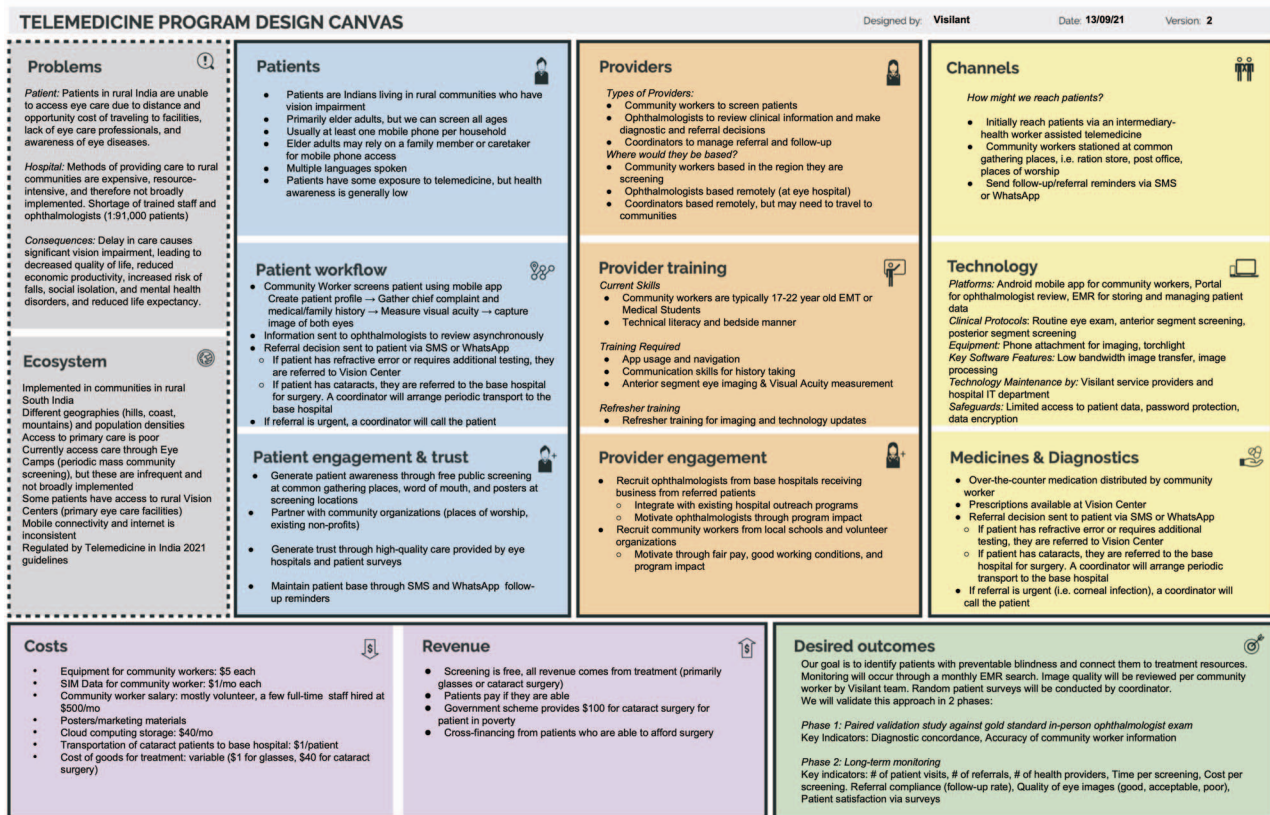 TELEMEDICINE PROGRAM DESIGN CANVAS
Designed by: Visilant
Date: 13/09/21
Version: 2
Problems
Patient: Patients in rural India are unable
to access eye care due to distance and
opportunity cost of traveling to facilities,
lack of eye care professionals, and
awareness of eye diseases.
Hospital: Methods of providing care to rural
communities are expensive, resource-
intensive, and therefore not broadly
implemented. Shortage of trained staff and
ophthalmologists (1:91,000 patients)
Consequences: Delay in care causes
significant vision impairment, leading to
decreased quality of life, reduced
economic productivity, increased risk of
falls, social isolation, and mental health
disorders, and reduced life expectancy.
Ecosystem
Implemented in communities in rural
South India
Different geographies (hills, coast,
mountains) and population densities
Access to primary care is poor
Currently access care through Eye
Camps (periodic mass community
screening), but these are infrequent and
not broadly implemented
Some patients have access to rural Vision
Centers (primary eye care facilities)
Mobile connectivity and internet is
inconsistent
Regulated by Telemedicine in India 2021
guidelines
Patients
● Patients are Indians living in rural communities who have
vision impairment
● Primarily elder adults, but we can screen all ages
● Usually at least one mobile phone per household
● Elder adults may rely on a family member or caretaker
for mobile phone access
● Multiple languages spoken
● Patients have some exposure to telemedicine, but health
awareness is generally low
Patient workflow
● Community Worker screens patient using mobile app
Create patient profile → Gather chief complaint and
medical/family history → Measure visual acuity → capture
image of both eyes
● Information sent to ophthalmologists to review asynchronously
● Referral decision sent to patient via SMS or WhatsApp
○ If patient has refractive error or requires additional testing, they
are referred to Vision Center
○ If patient has cataracts, they are referred to the base hospital
for surgery. A coordinator will arrange periodic transport to the
base hospital
● If referral is urgent, a coordinator will call the patient
Patient engagement & trust
● Generate patient awareness through free public screening
at common gathering places, word of mouth, and posters at
screening locations
● Partner with community organizations (places of worship,
existing non-profits)
● Generate trust through high-quality care provided by eye
hospitals and patient surveys
● Maintain patient base through SMS and WhatsApp follow-
up reminders
Providers
Types of Providers:
● Community workers to screen patients
● Ophthalmologists to review clinical information and make
diagnostic and referral decisions
● Coordinators to manage referral and follow-up
Where would they be based?
● Community workers based in the region they are
screening
● Ophthalmologists based remotely (at eye hospital)
● Coordinators based remotely, but may need to travel to
communities
Provider training
Current Skills
● Community workers are typically 17-22 year old EMT or
Medical Students
● Technical literacy and bedside manner
Training Required
● App usage and navigation
● Communication skills for history taking
● Anterior segment eye imaging & Visual Acuity measurement
Refresher training
● Refresher training for imaging and technology updates
Provider engagement
● Recruit ophthalmologists from base hospitals receiving
business from referred patients
○ Integrate with existing hospital outreach programs
○ Motivate ophthalmologists through program impact
● Recruit community workers from local schools and volunteer
organizations
○ Motivate through fair pay, good working conditions, and
program impact
Channels
How might we reach patients?
● Initially reach patients via an intermediary-
health worker assisted telemedicine
● Community workers stationed at common
gathering places, i.e. ration store, post office,
places of worship
● Send follow-up/referral reminders via SMS
or WhatsApp
Technology
Platforms: Android mobile app for community workers, Portal
for ophthalmologist review, EMR for storing and managing patient
data
Clinical Protocols: Routine eye exam, anterior segment screening,
posterior segment screening
Equipment: Phone attachment for imaging, torchlight
Key Software Features: Low bandwidth image transfer, image
processing
Technology Maintenance by: Visilant service providers and
hospital IT department
Safeguards: Limited access to patient data, password protection,
data encryption
Medicines & Diagnostics
● Over-the-counter medication distributed by community
worker
● Prescriptions available at Vision Center
● Referral decision sent to patient via SMS or WhatsApp
○ If patient has refractive error or requires additional
testing, they are referred to Vision Center
○ If patient has cataracts, they are referred to the base
hospital for surgery. A coordinator will arrange periodic
transport to the base hospital
● If referral is urgent (i.e. corneal infection), a coordinator will
call the patient
Costs
• Equipment for community workers: $5 each
• SIM Data for community worker: $1/mo each
• Community worker salary: mostly volunteer, a few full-time staff hired at
$500/mo
• Posters/marketing materials
• Cloud computing storage: $40/mo
• Transportation of cataract patients to base hospital: $1/patient
• Cost of goods for treatment: variable ($1 for glasses, $40 for cataract
surgery)
Revenue
● Screening is free, all revenue comes from treatment (primarily
glasses or cataract surgery)
● Patients pay if they are able
● Government scheme provides $100 for cataract surgery for
patient in poverty
● Cross-financing from patients who are able to afford surgery
Desired outcomes
Our goal is to identify patients with preventable blindness and connect them to treatment resources.
Monitoring will occur through a monthly EMR search. Image quality will be reviewed per community
worker by Visilant team. Random patient surveys will be conducted by coordinator.
We will validate this approach in 2 phases:
Phase 1: Paired validation study against gold standard in-person ophthalmologist exam
Key Indicators: Diagnostic concordance, Accuracy of community worker information
Phase 2: Long-term monitoring
Key indicators: # of patient visits, # of referrals, # of health providers, Time per screening, Cost per
screening. Referral compliance (follow-up rate), Quality of eye images (good, acceptable, poor),
Patient satisfaction via surveys